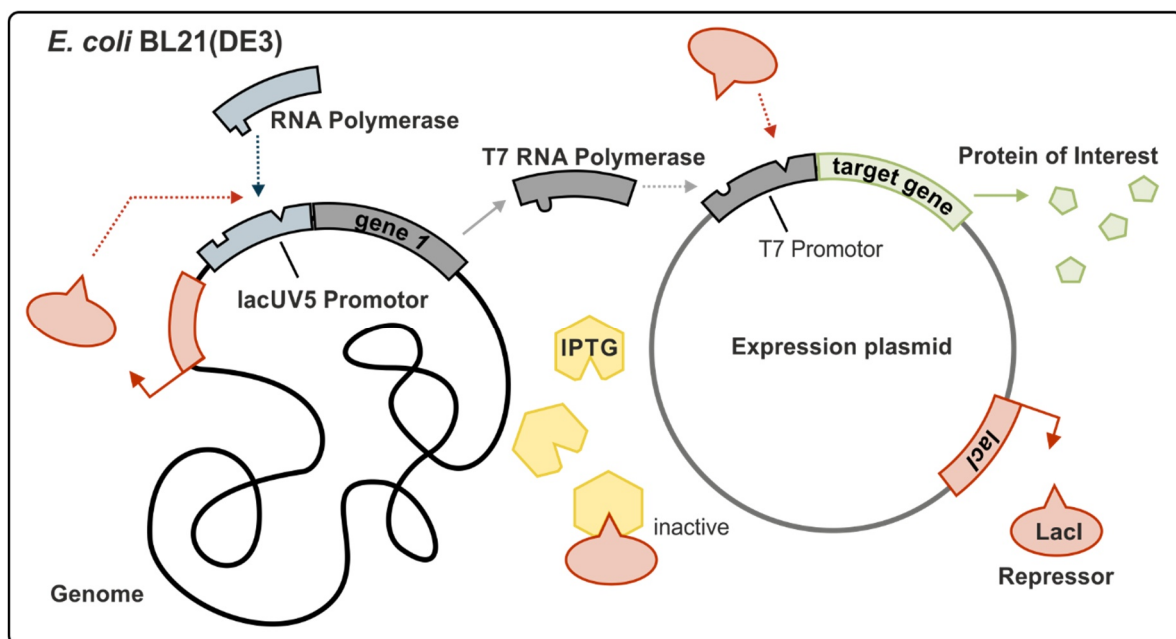 E. coli BL21(DE3)
RNA Polymerase
T7 RNA Polymerase
Protein of Interest
target gene
gene 1
T7 Promotor
lacUV5 Promotor
IPTG
Expression plasmid
lacI
inactive
LacI
Repressor
Genome